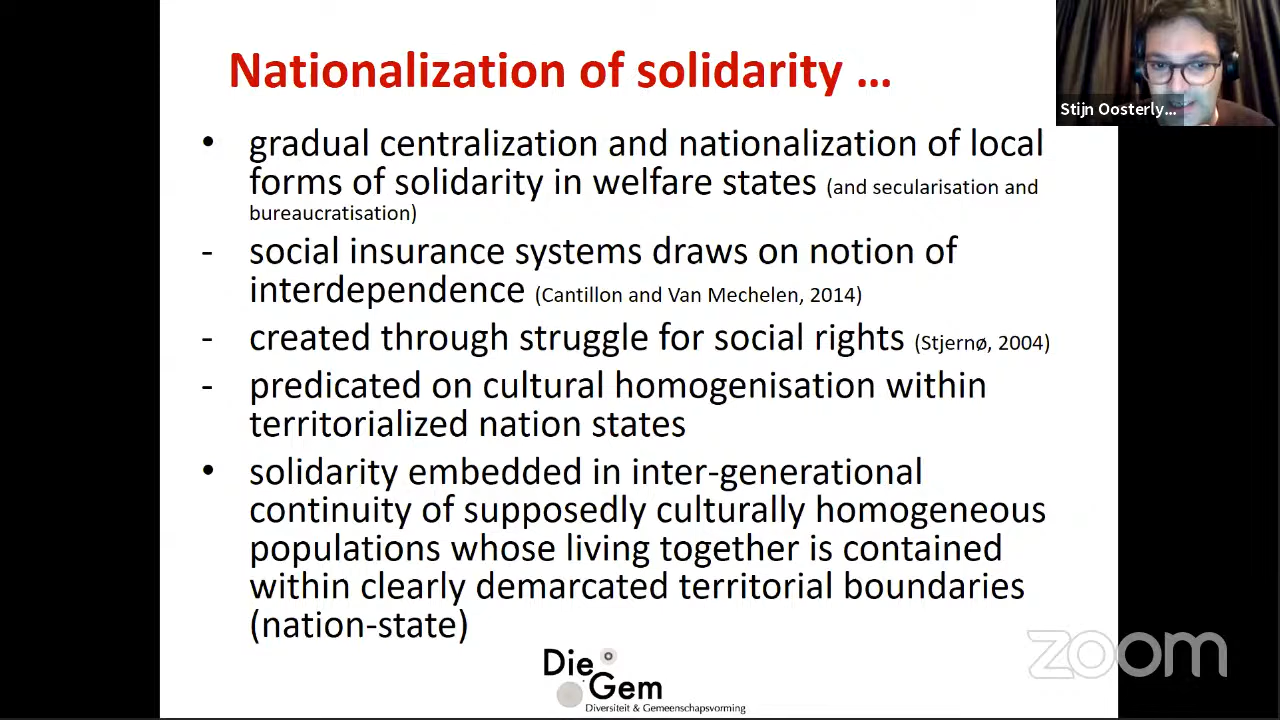 Nationalization of solidarity ...
Stijn Oosterly...
• gradual centralization and nationalization of local
forms of solidarity in welfare states (and secularisation and
bureaucratisation)
- social insurance systems draws on notion of
interdependence (Cantillon and Van Mechelen, 2014)
- created through struggle for social rights (Stjernø, 2004)
- predicated on cultural homogenisation within
territorialized nation states
• solidarity embedded in inter-generational
continuity of supposedly culturally homogeneous
populations whose living together is contained
within clearly demarcated territorial boundaries
(nation-state)
zoom
Die
Gem
Diversiteit & Gemeenschapsvorming